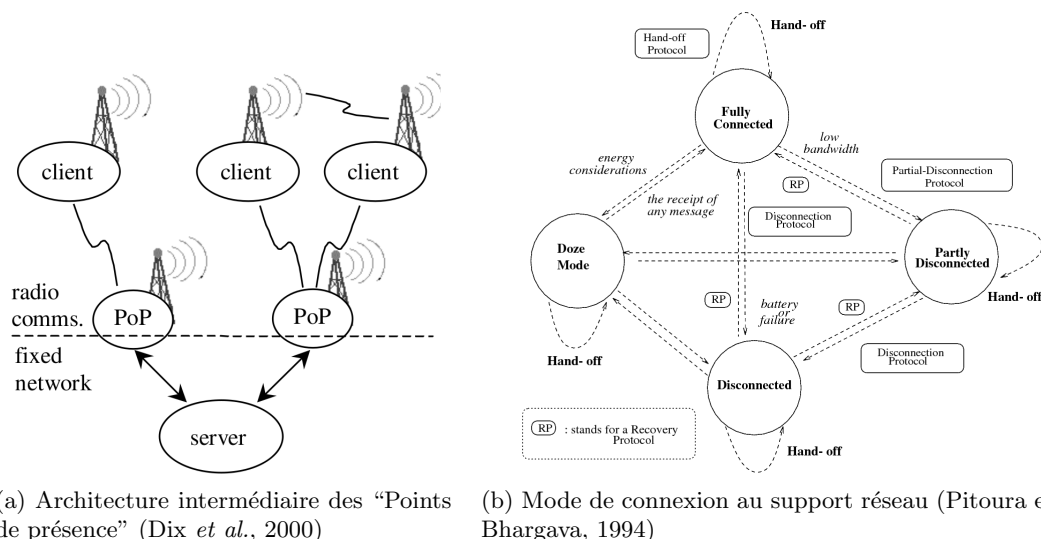 client
client
client
radio
comms.
PoP
PoP
fixed
network
server
(a) Architecture intermédiaire des “Points
de présence” (Dix et al., 2000)
Hand- off
Hand-off
Protocol
Fully
Connected
low
bandwidth
energy
considerations
RP
Partial-Disconnection
Protocol
the receipt of
any message
Disconnection
Protocol
Doze
Mode
Partly
Disconnected
Hand- off
RP
battery
or
failure
RP
Hand- off
Disconnection
Protocol
Disconnected
RP : stands for a Recovery
Protocol
Hand- off
(b) Mode de connexion au support réseau (Pitoura e
Bhargava, 1994)